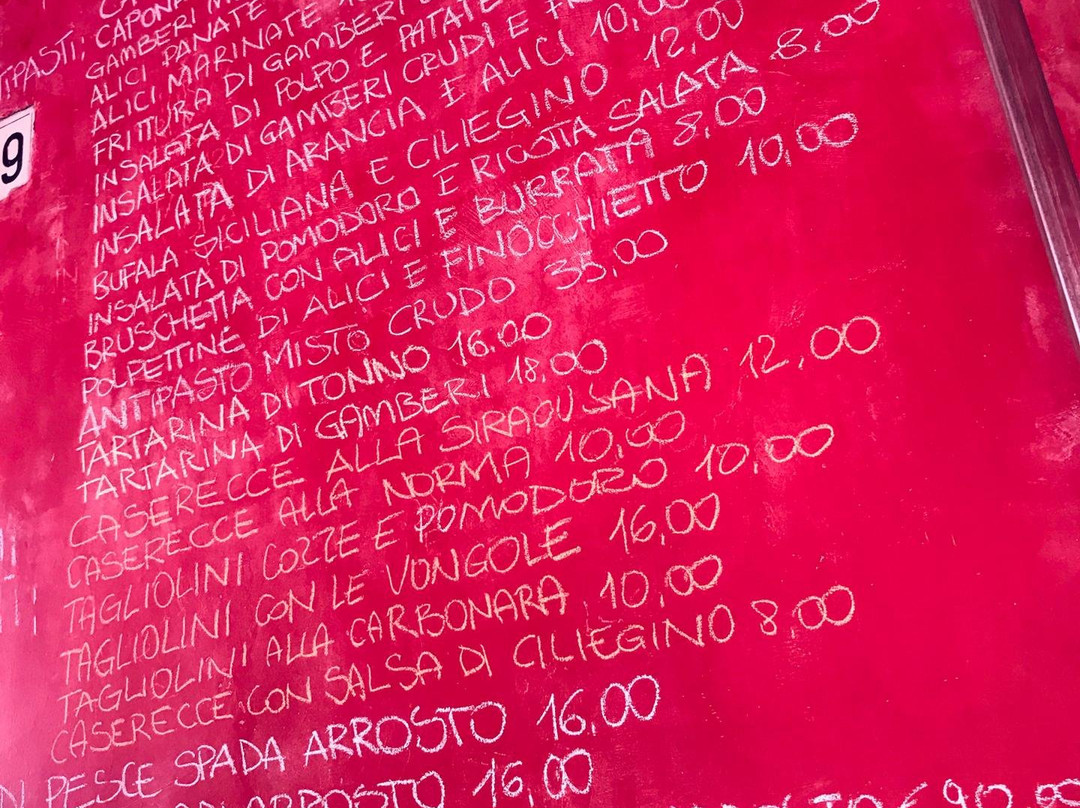 TIPASTI; CAPONA
GAMBERI
ALICI PANATE
ALICI MARINATE
FRITTURA DI GAMBERI
INSALATA DI POLPO E PATATE
INSALATA DI GAMBERI CRUDI E
INSALATA DI ARANCIA E ALICI 10,00
BUFALA SICILIANA E CILIEGINO 12,00
INSALATA DI POMODORO E RICOTTA SALATA 8,00
BRUSCHETTA CON ALICI E BURRATA 8,00
POLPETTINE DI ALICI E FINOCCHIETTO 10,00
ANTIPASTO MISTO CRUDO 35,00
TARTARINA DI TONNO 16.00
TARTARINA DI GAMBERI 18.00
CASERECCE ALLA SIRACUSANA 12,00
CASERECCE ALLA NORMA 10,00
TAGLIOLINI COZZE E POMODORO 10,00
TAGLIOLINI CON LE VONGOLE 16,00
TAGLIOLINI ALLA CARBONARA 10,00
CASERECCE CON SALSA DI CILIEGINO 8,00
PESCE SPADA ARROSTO 16,00
ARROSTO 16,00
9